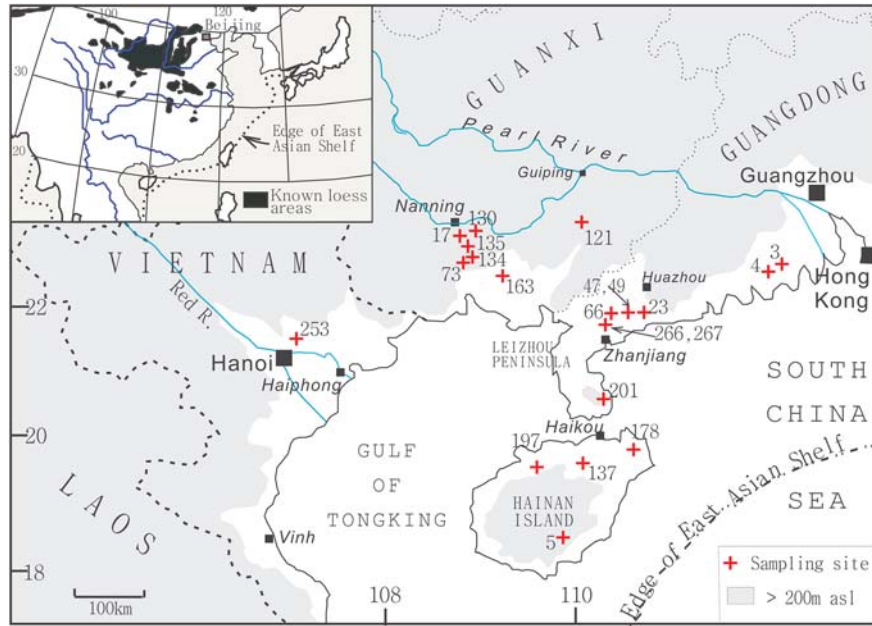 100
120
Beijing
30
20
Edge of East
Asian Shelf
Known loess
areas
GUANXI
GUANGDONG
Pearl River
Guiping
Guangzhou
Nanning
130
17
135
134
73
163
121
3
4
Hong
Kong
VIETNAM
Red R.
47,49
Huazhou
66
23
266,267
Zhanjiang
22
253
Hanoi
Haiphong
LEIZHOU
PENINSULA
201
SOUTH
CHINA
SEA
20
Haikou
178
197
137
GULF
OF
TONGKING
HAINAN
ISLAND
5
Edge of East Asian Shelf
LAOS
Vinh
18
100km
108
110
Sampling site
> 200m asl